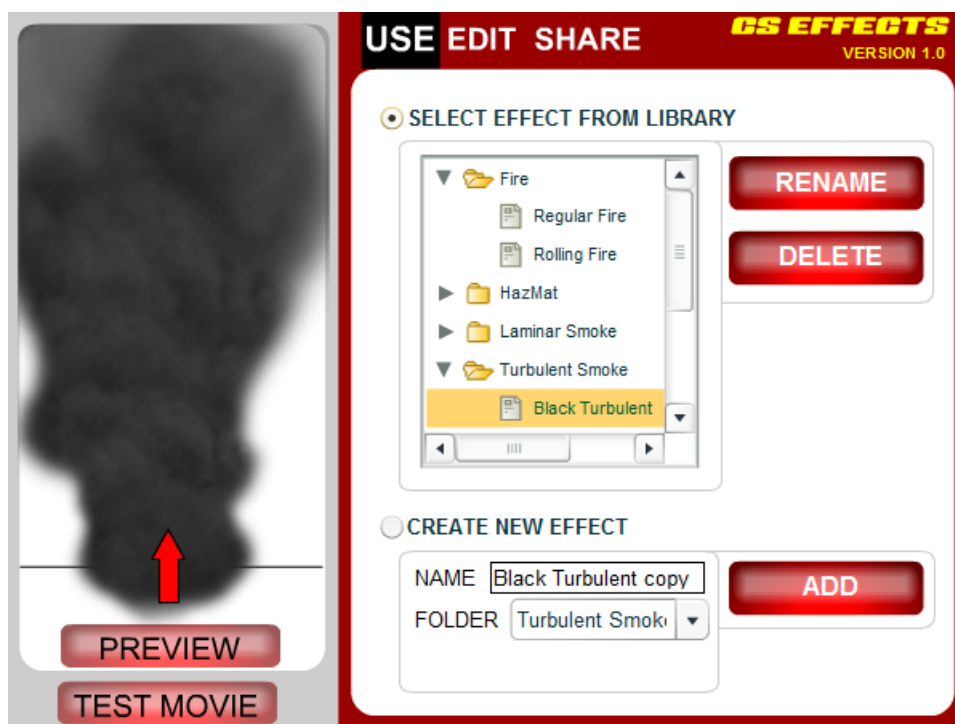 USE EDIT SHARE
CS EFFECTS
VERSION 1.0
SELECT EFFECT FROM LIBRARY
Fire
Regular Fire
Rolling Fire
HazMat
Laminar Smoke
Turbulent Smoke
Black Turbulent
RENAME
DELETE
CREATE NEW EFFECT
NAME Black Turbulent copy
FOLDER Turbulent Smok
ADD
PREVIEW
TEST MOVIE